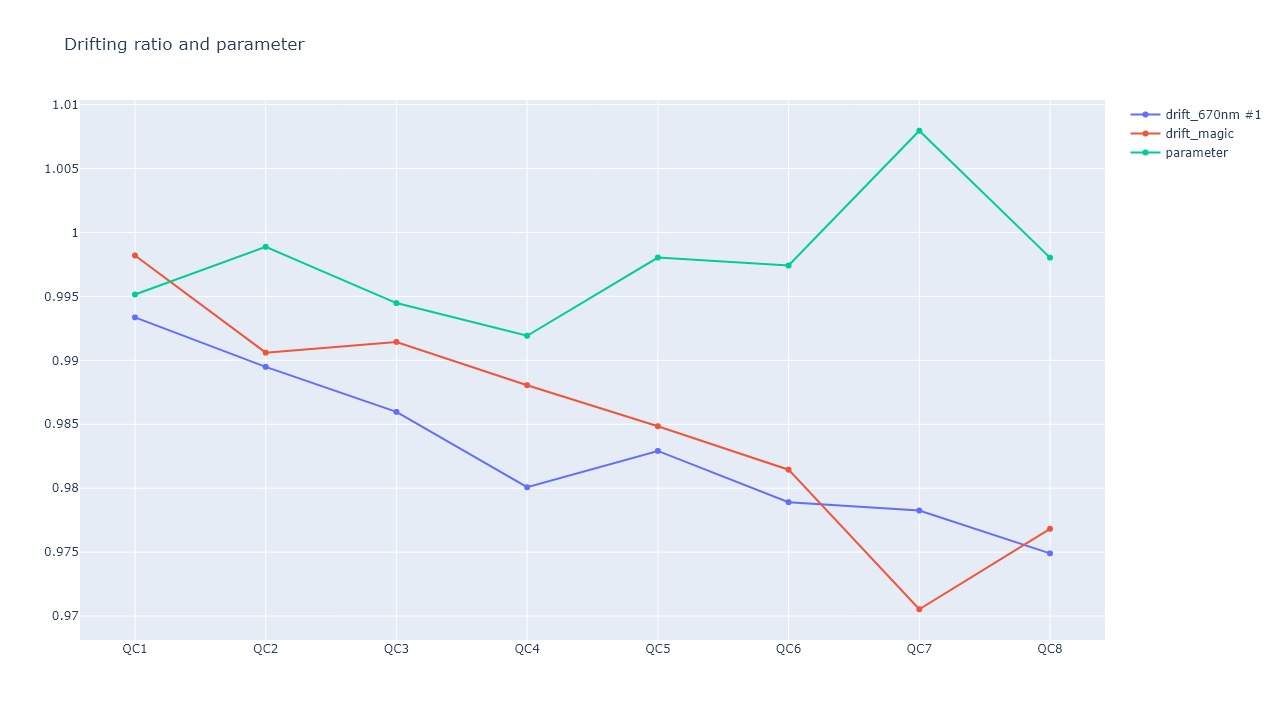 Drifting ratio and parameter
1.01
1.005
1
0.995
0.99
0.985
0.98
0.975
0.97
QC1
QC2
QC3
QC4
QC5
QC6
QC7
QC8
drift_670nm #1
drift_magic
parameter